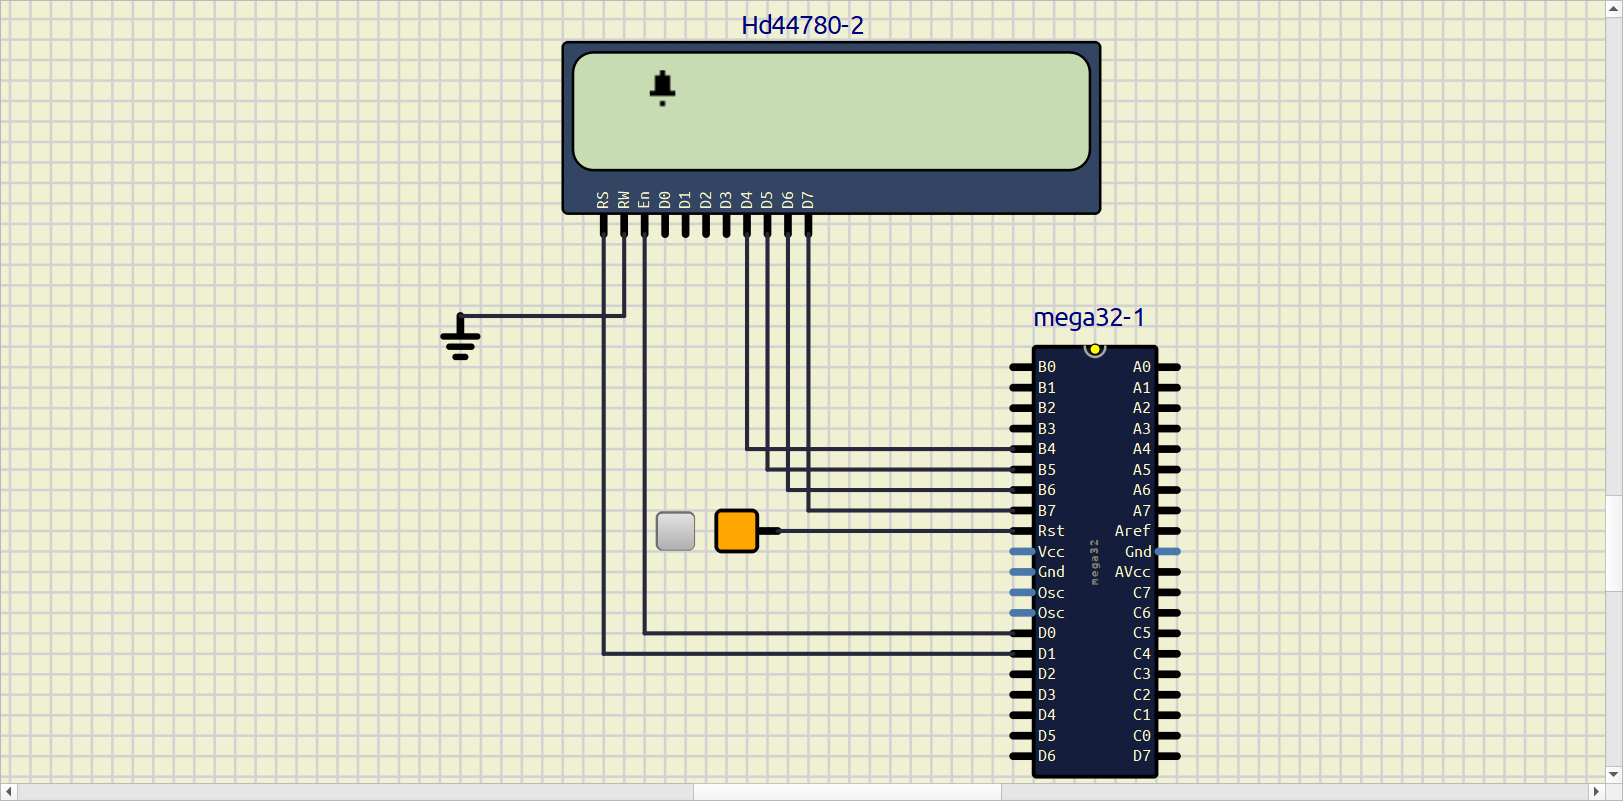 Hd44780-2
RS RW En D0 D1 D2 D3 D4 D5 D6 D7
mega32-1
B0 A0
B1 A1
B2 A2
B3 A3
B4 A4
B5 A5
B6 A6
B7 A7
Rst Aref
Vcc Gnd
Gnd AVcc
Osc C7
Osc C6
D0 C5
D1 C4
D2 C3
D3 C2
D4 C1
D5 C0
D6 D7
mega32